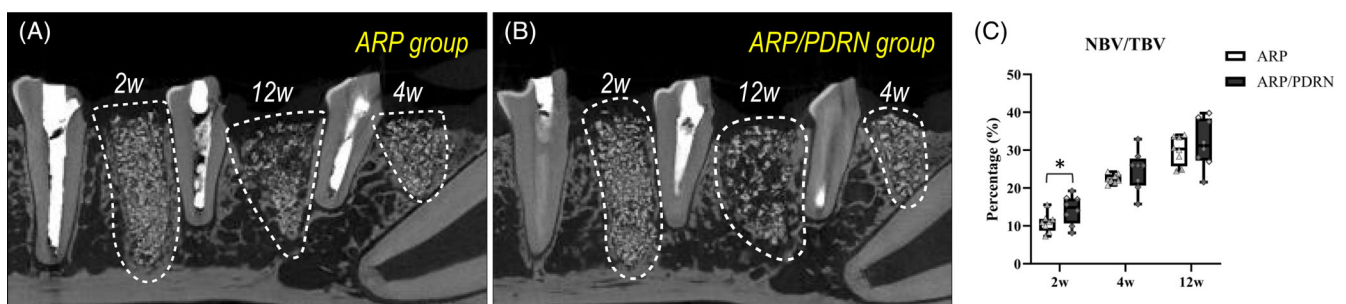 (A)
ARP group
2w
12w
4w
(B)
ARP/PDRN group
2w
12w
4w
(C)
NBV/TBV
ARP
ARP/PDRN
Percentage (%)
50
40
30
20
10
0
*
2w
4w
12w